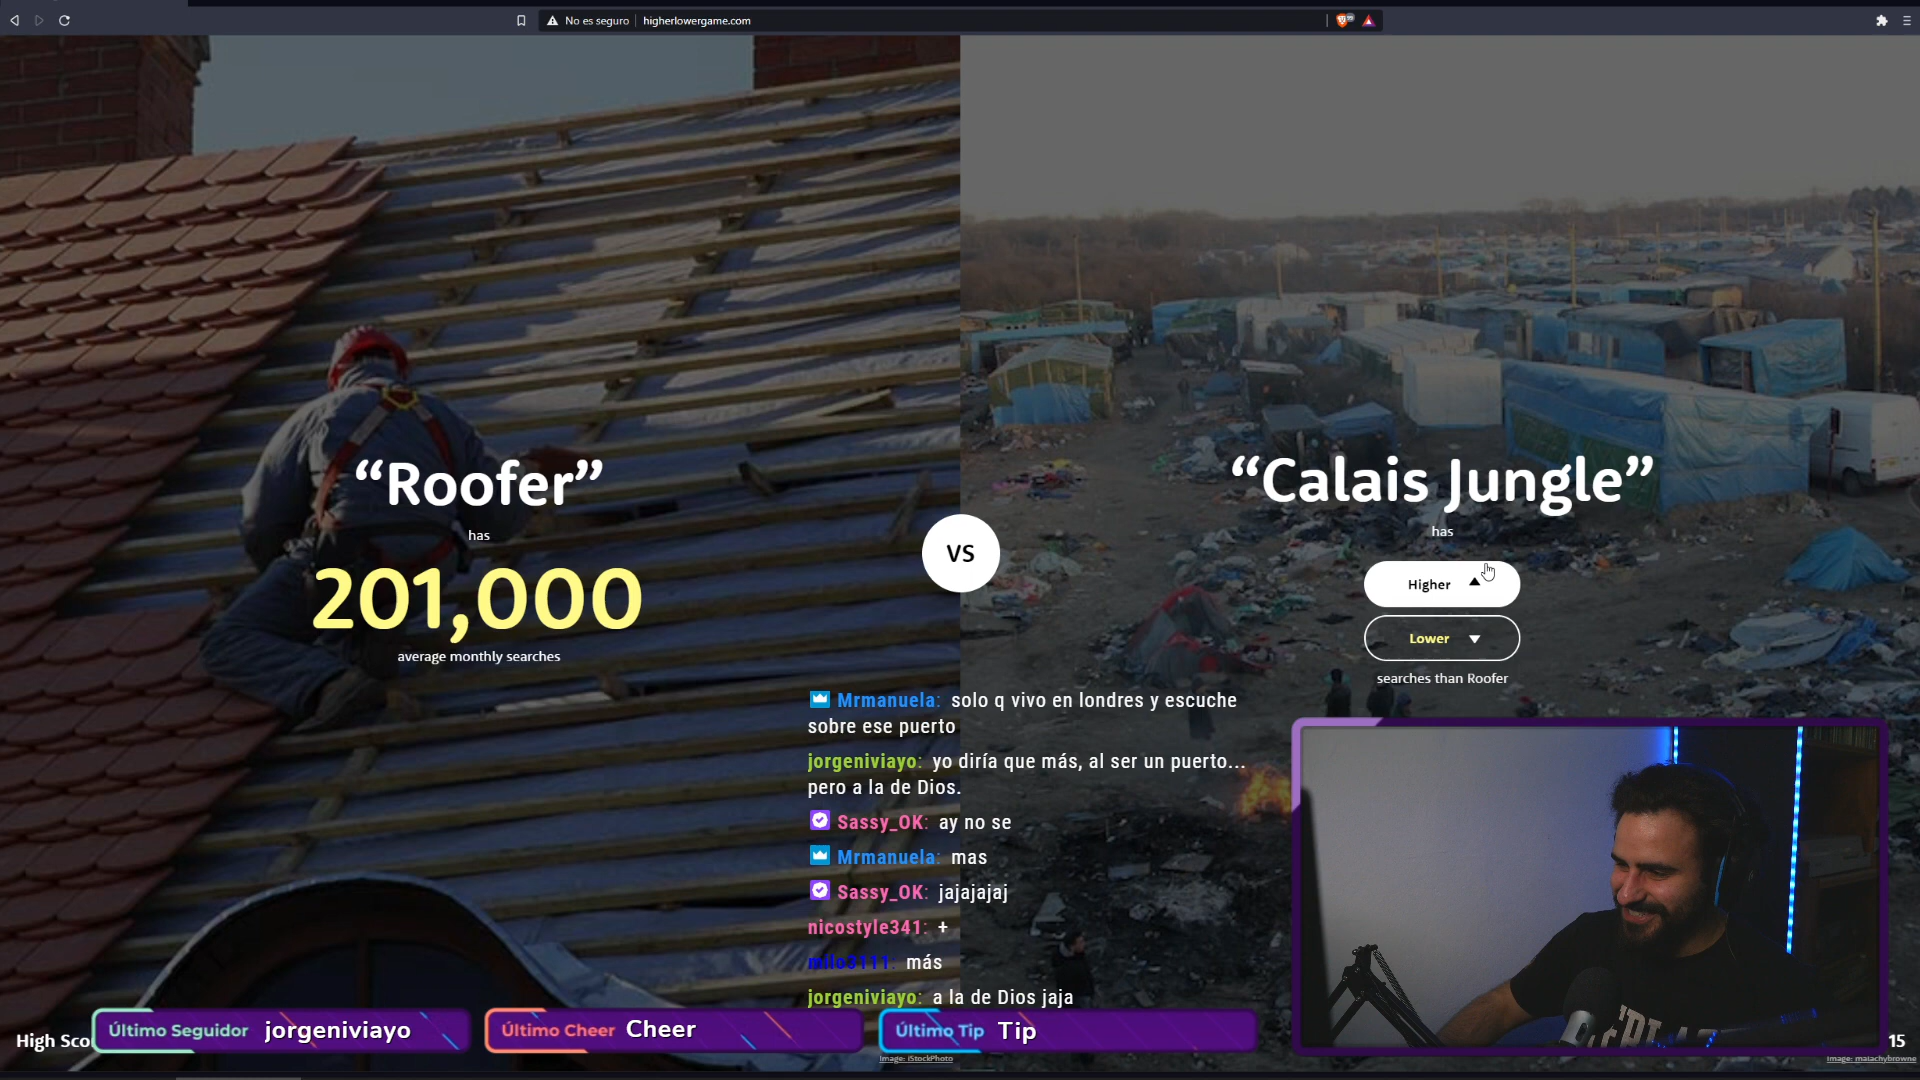 No es seguro higherlowergame.com
“Roofer”
has
201,000
average monthly searches
VS
“Calais Jungle”
has
Higher
Lower
searches than Roofer
Mrmanuela: solo q vivo en londres y escuche
sobre ese puerto
jorgeniviayo: yo diría que más, al ser un puerto...
pero a la de Dios.
Sassy_OK: ay no se
Mrmanuela: mas
Sassy_OK: jajajajaj
nicostyle341: +
milo3111: más
jorgeniviayo: a la de Dios jaja
High Sco
Último Seguidor jorgeniviayo
Último Cheer Cheer
Último Tip Tip
15
Image: iStockPhoto
Image: malachybrowne